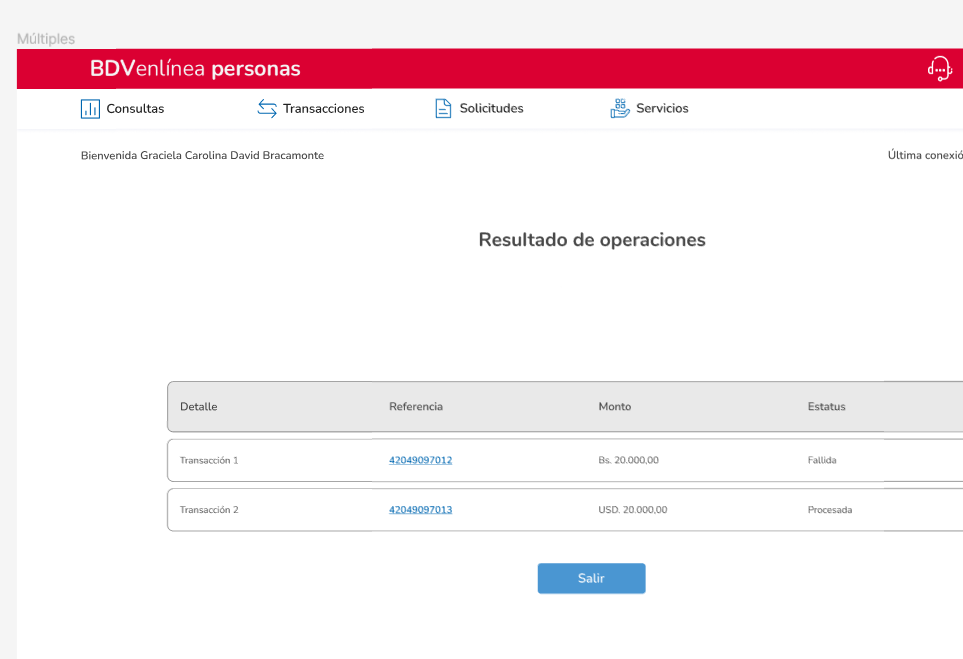 Múltiples
BDVenlínea personas
Consultas Transacciones Solicitudes Servicios
Bienvenida Graciela Carolina David Bracamonte Última conexió
Resultado de operaciones
Detalle Referencia Monto Estatus
Transacción 1 42049097012 Bs. 20.000,00 Fallida
Transacción 2 42049097013 USD. 20.000,00 Procesada
Salir